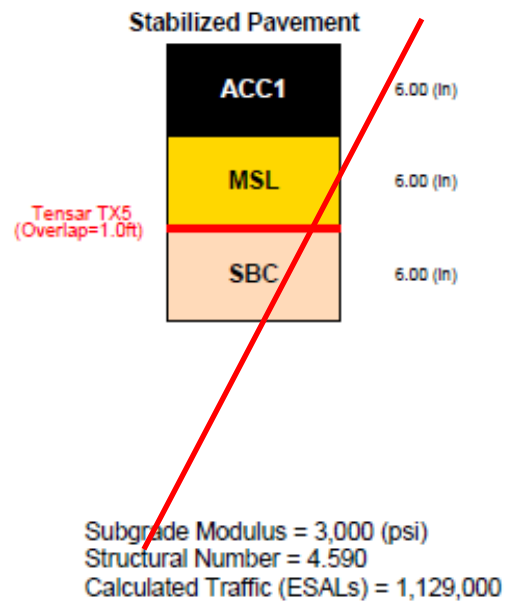 Stabilized Pavement
ACC1
6.00 (in)
MSL
6.00 (in)
Tensar TX5
(Overlap=1.0ft)
SBC
6.00 (in)
Subgrade Modulus = 3,000 (psi)
Structural Number = 4.590
Calculated Traffic (ESALs) = 1,129,000